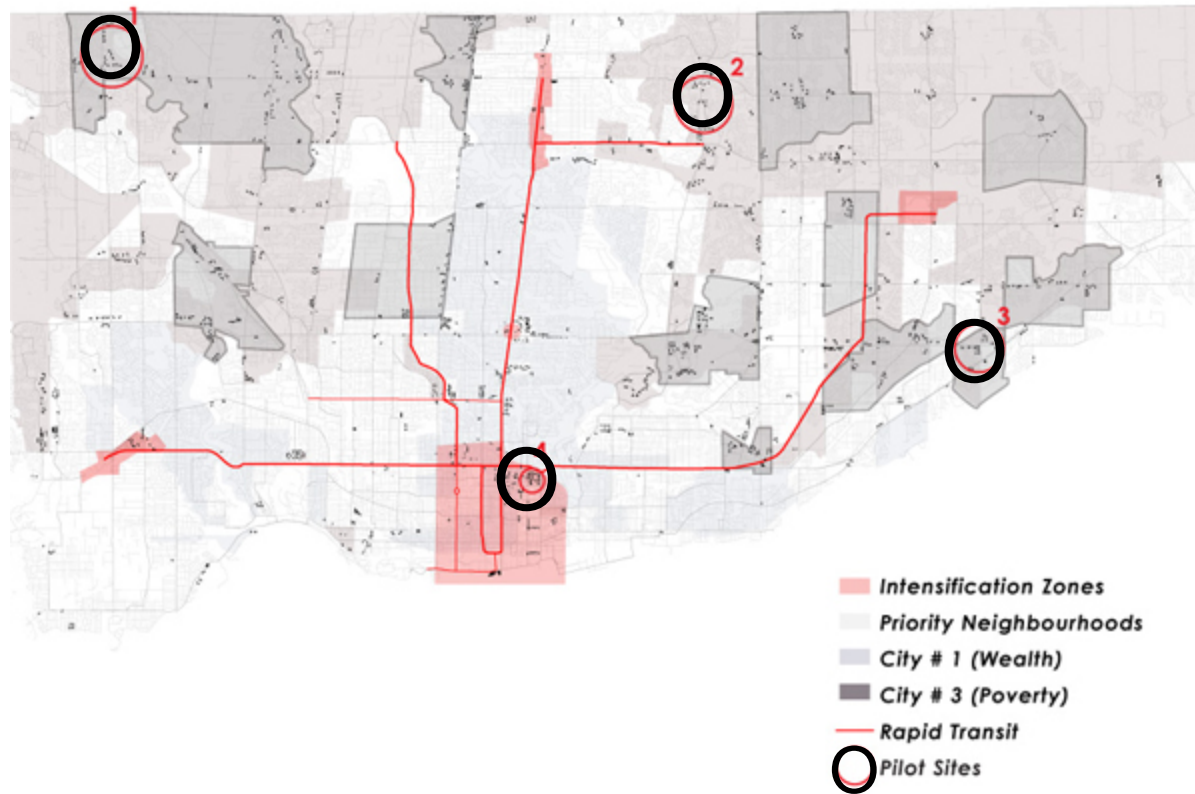 1
2
3
4
Intensification Zones
Priority Neighbourhoods
City # 1 (Wealth)
City # 3 (Poverty)
Rapid Transit
Pilot Sites